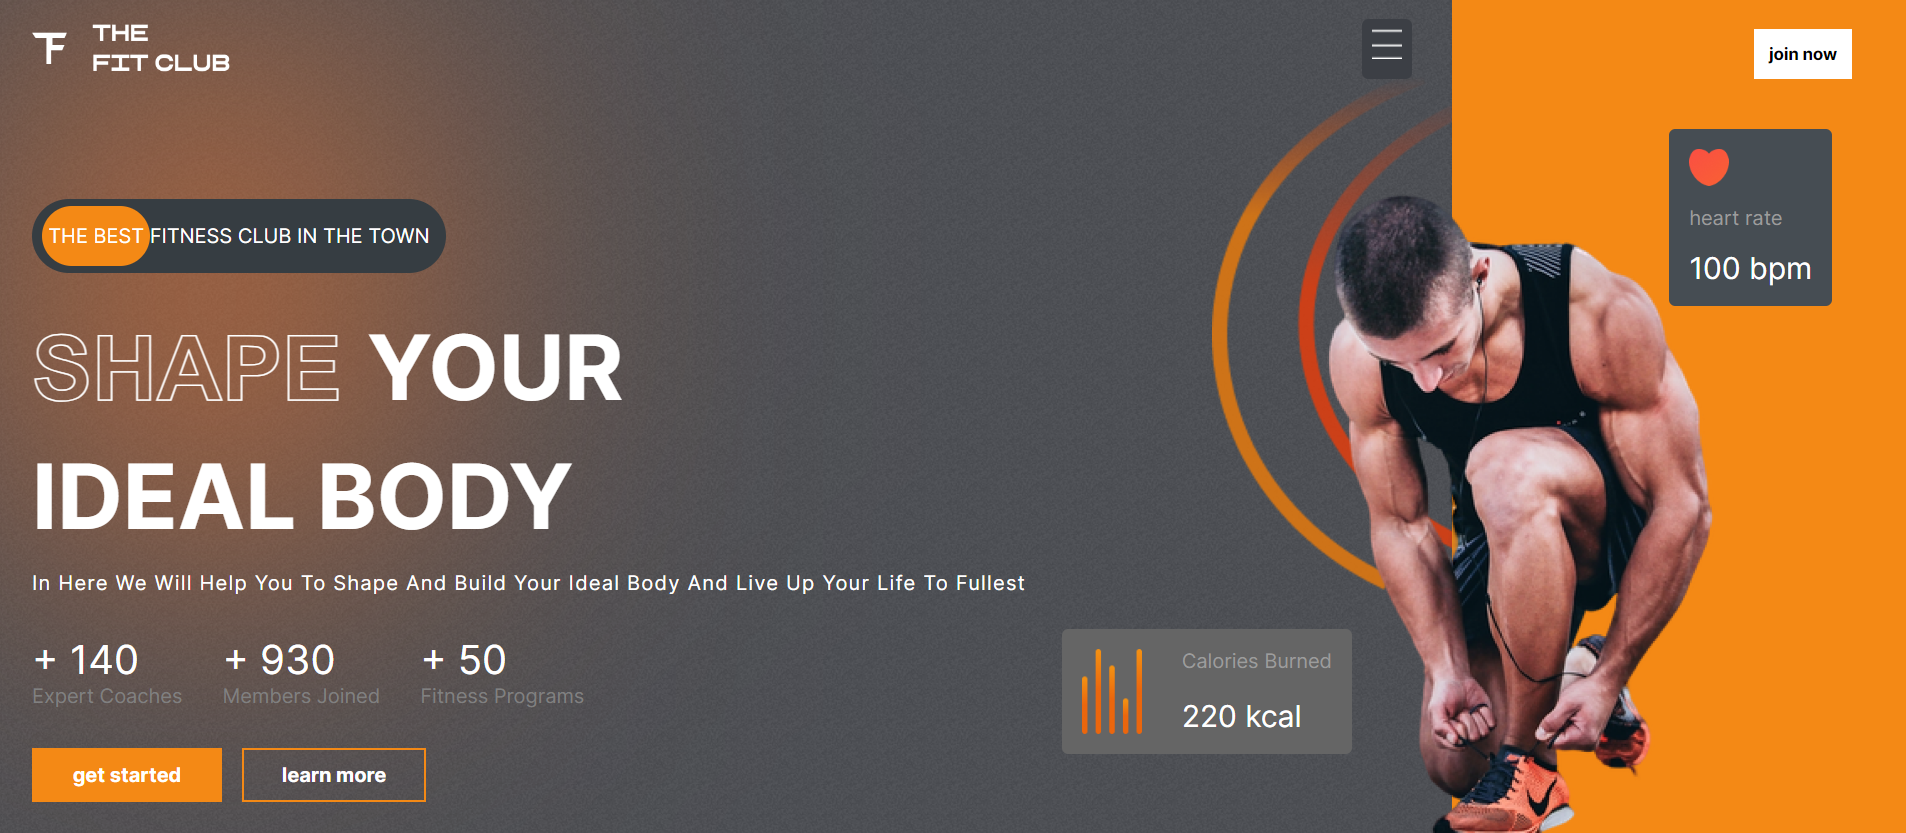 THE
FIT CLUB
join now
heart rate
100 bpm
THE BEST FITNESS CLUB IN THE TOWN
SHAPE YOUR
IDEAL BODY
In Here We Will Help You To Shape And Build Your Ideal Body And Live Up Your Life To Fullest
+ 140
Expert Coaches
+ 930
Members Joined
+ 50
Fitness Programs
Calories Burned
220 kcal
get started
learn more